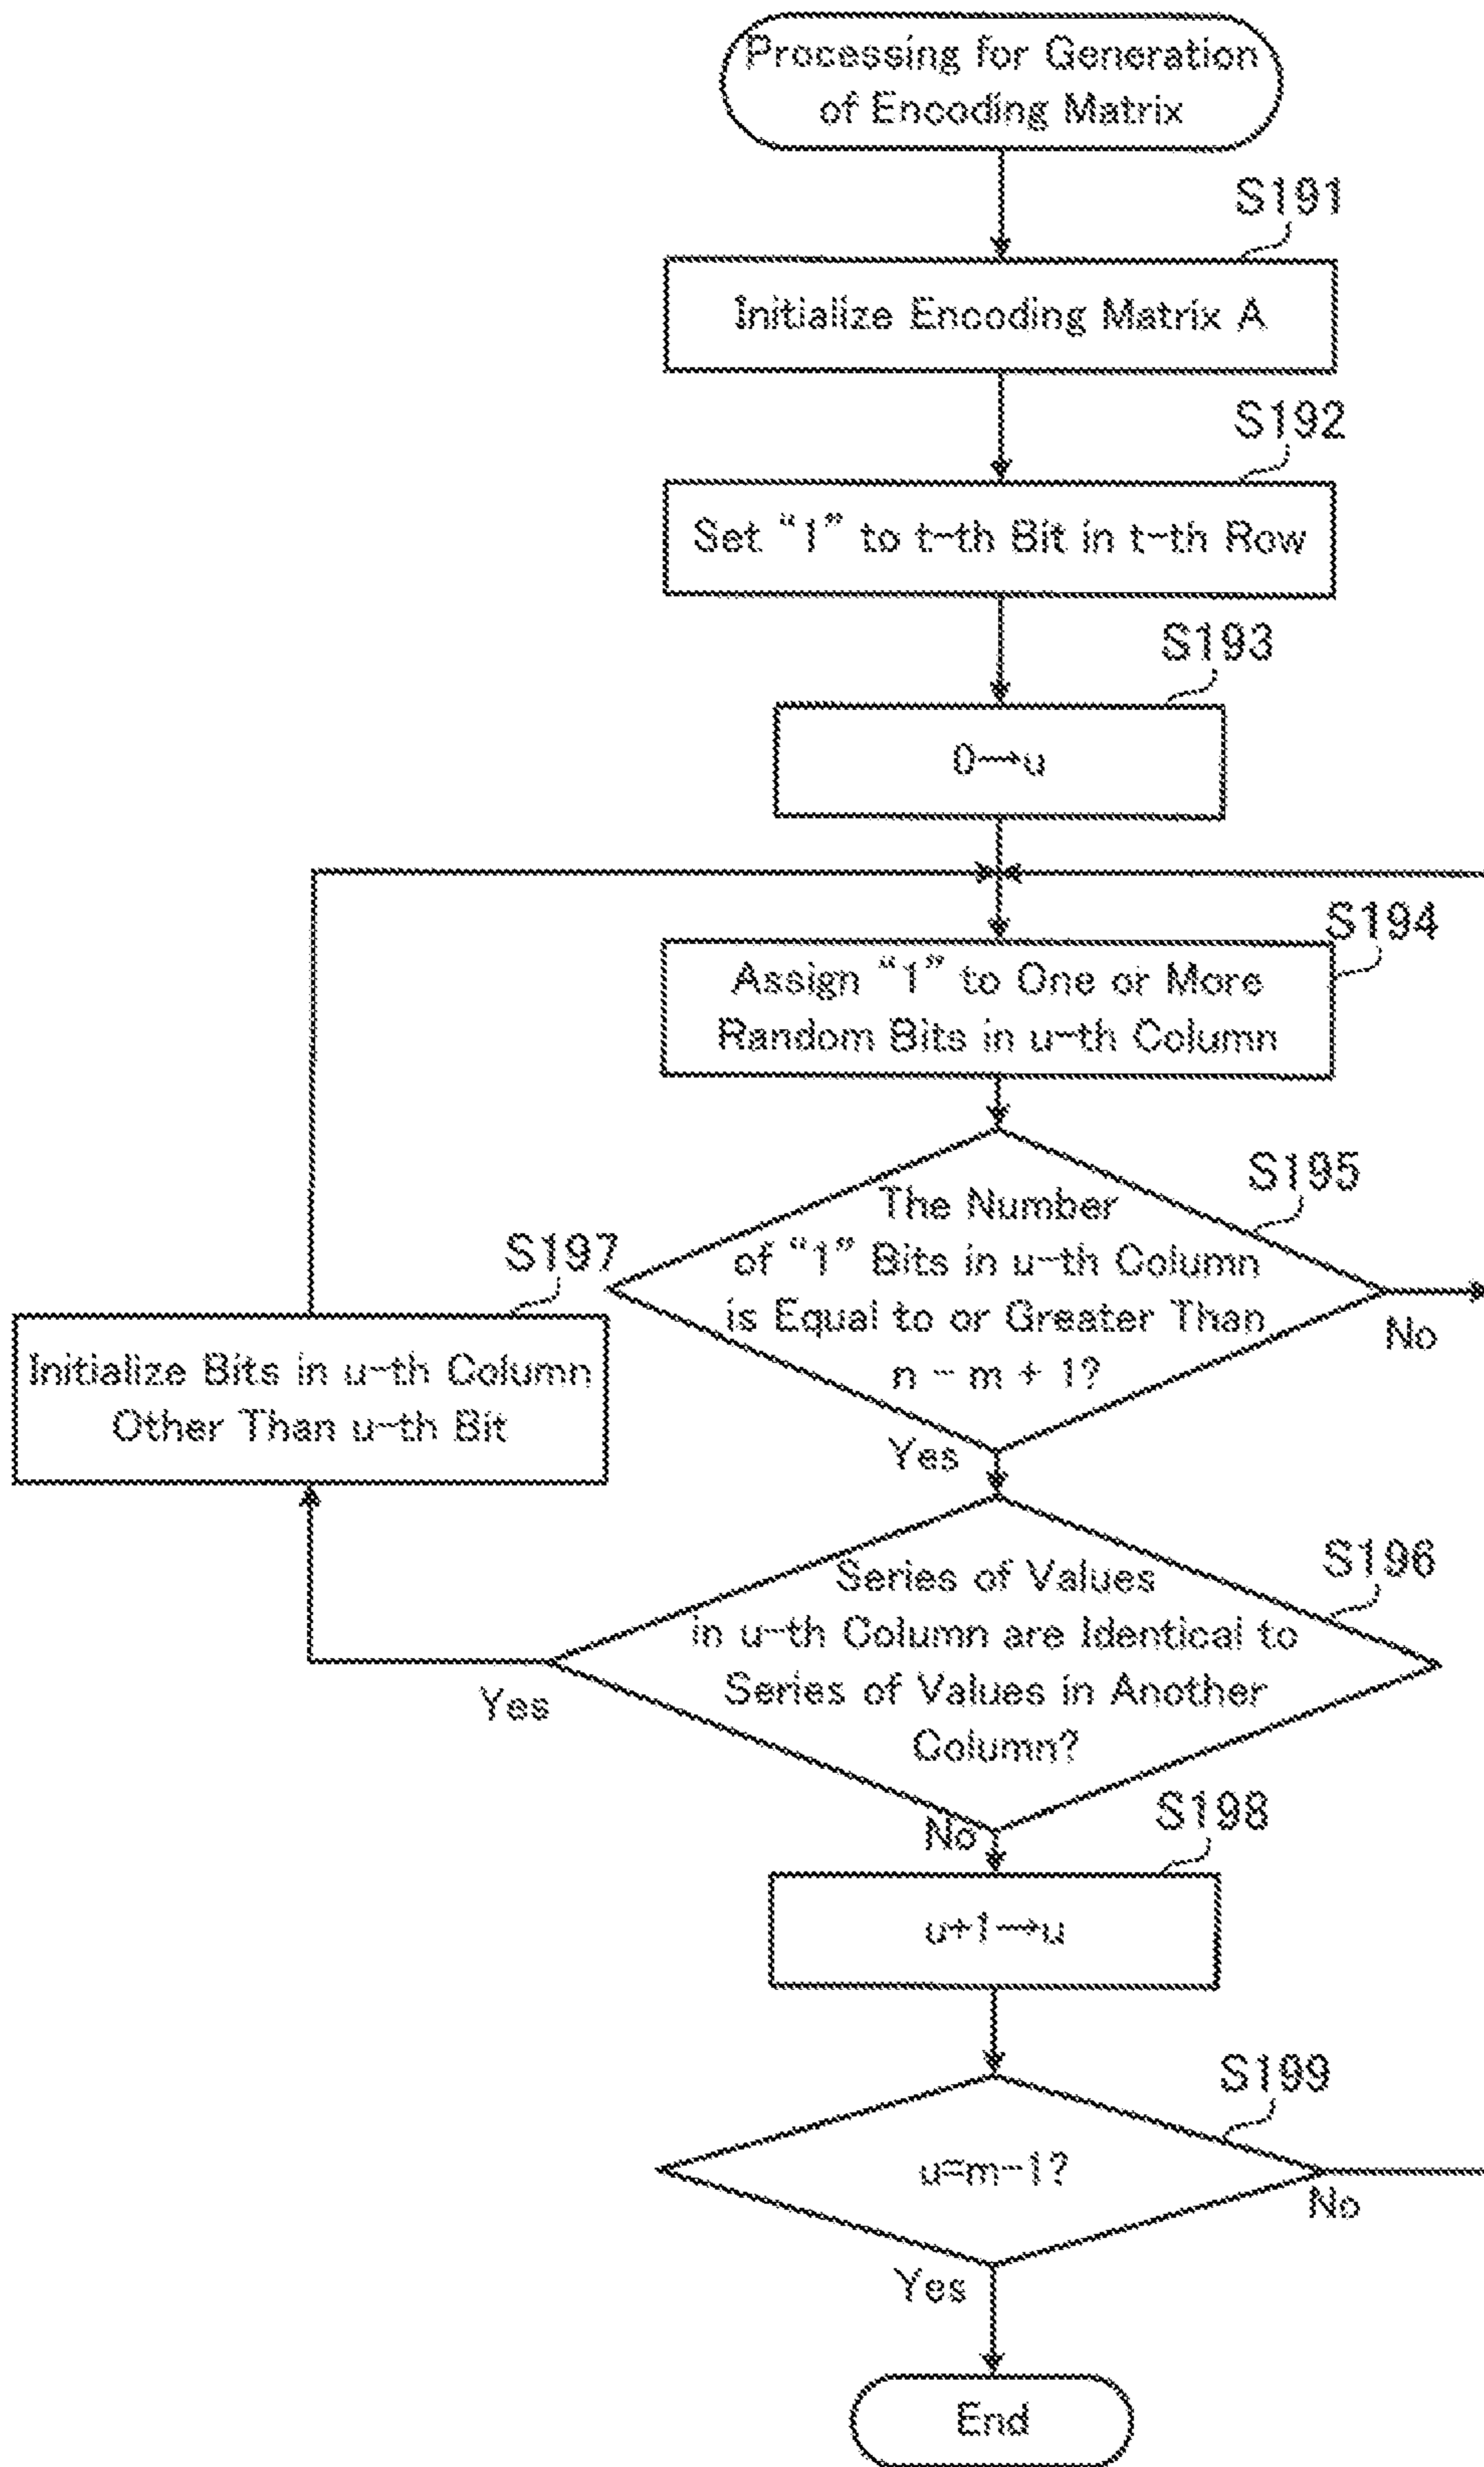 Processing for Generation
of Encoding Matrix
S191
Initialize Encoding Matrix A
S192
Set “1” to t-th Bit in t-th Row
S193
0→u
S194
Assign “1” to One or More
Random Bits in u-th Column
S195
The Number
of “1” Bits in u-th Column
is Equal to or Greater Than
n - m + 1?
No
Yes
S197
Initialize Bits in u-th Column
Other Than u-th Bit
S196
Series of Values
in u-th Column are Identical to
Series of Values in Another
Column?
Yes
No
S198
u+1→u
S199
u=m-1?
No
Yes
End